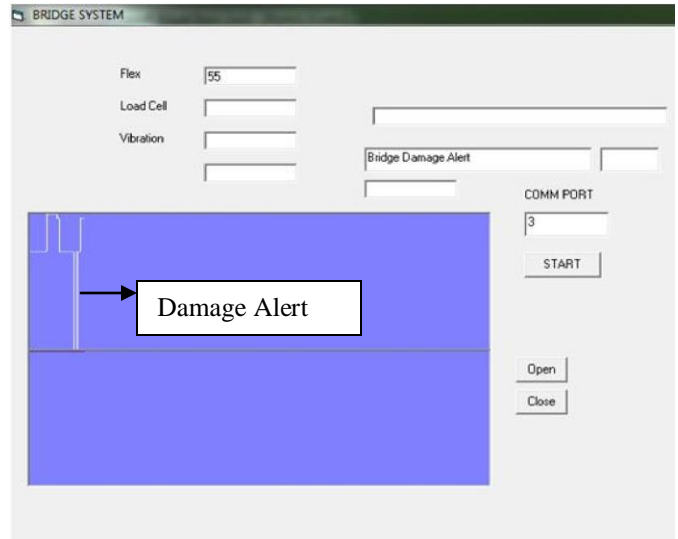 BRIDGE SYSTEM
Flex 55
Load Cell
Vibration
Bridge Damage Alert
COMM PORT
3
START
Damage Alert
Open
Close